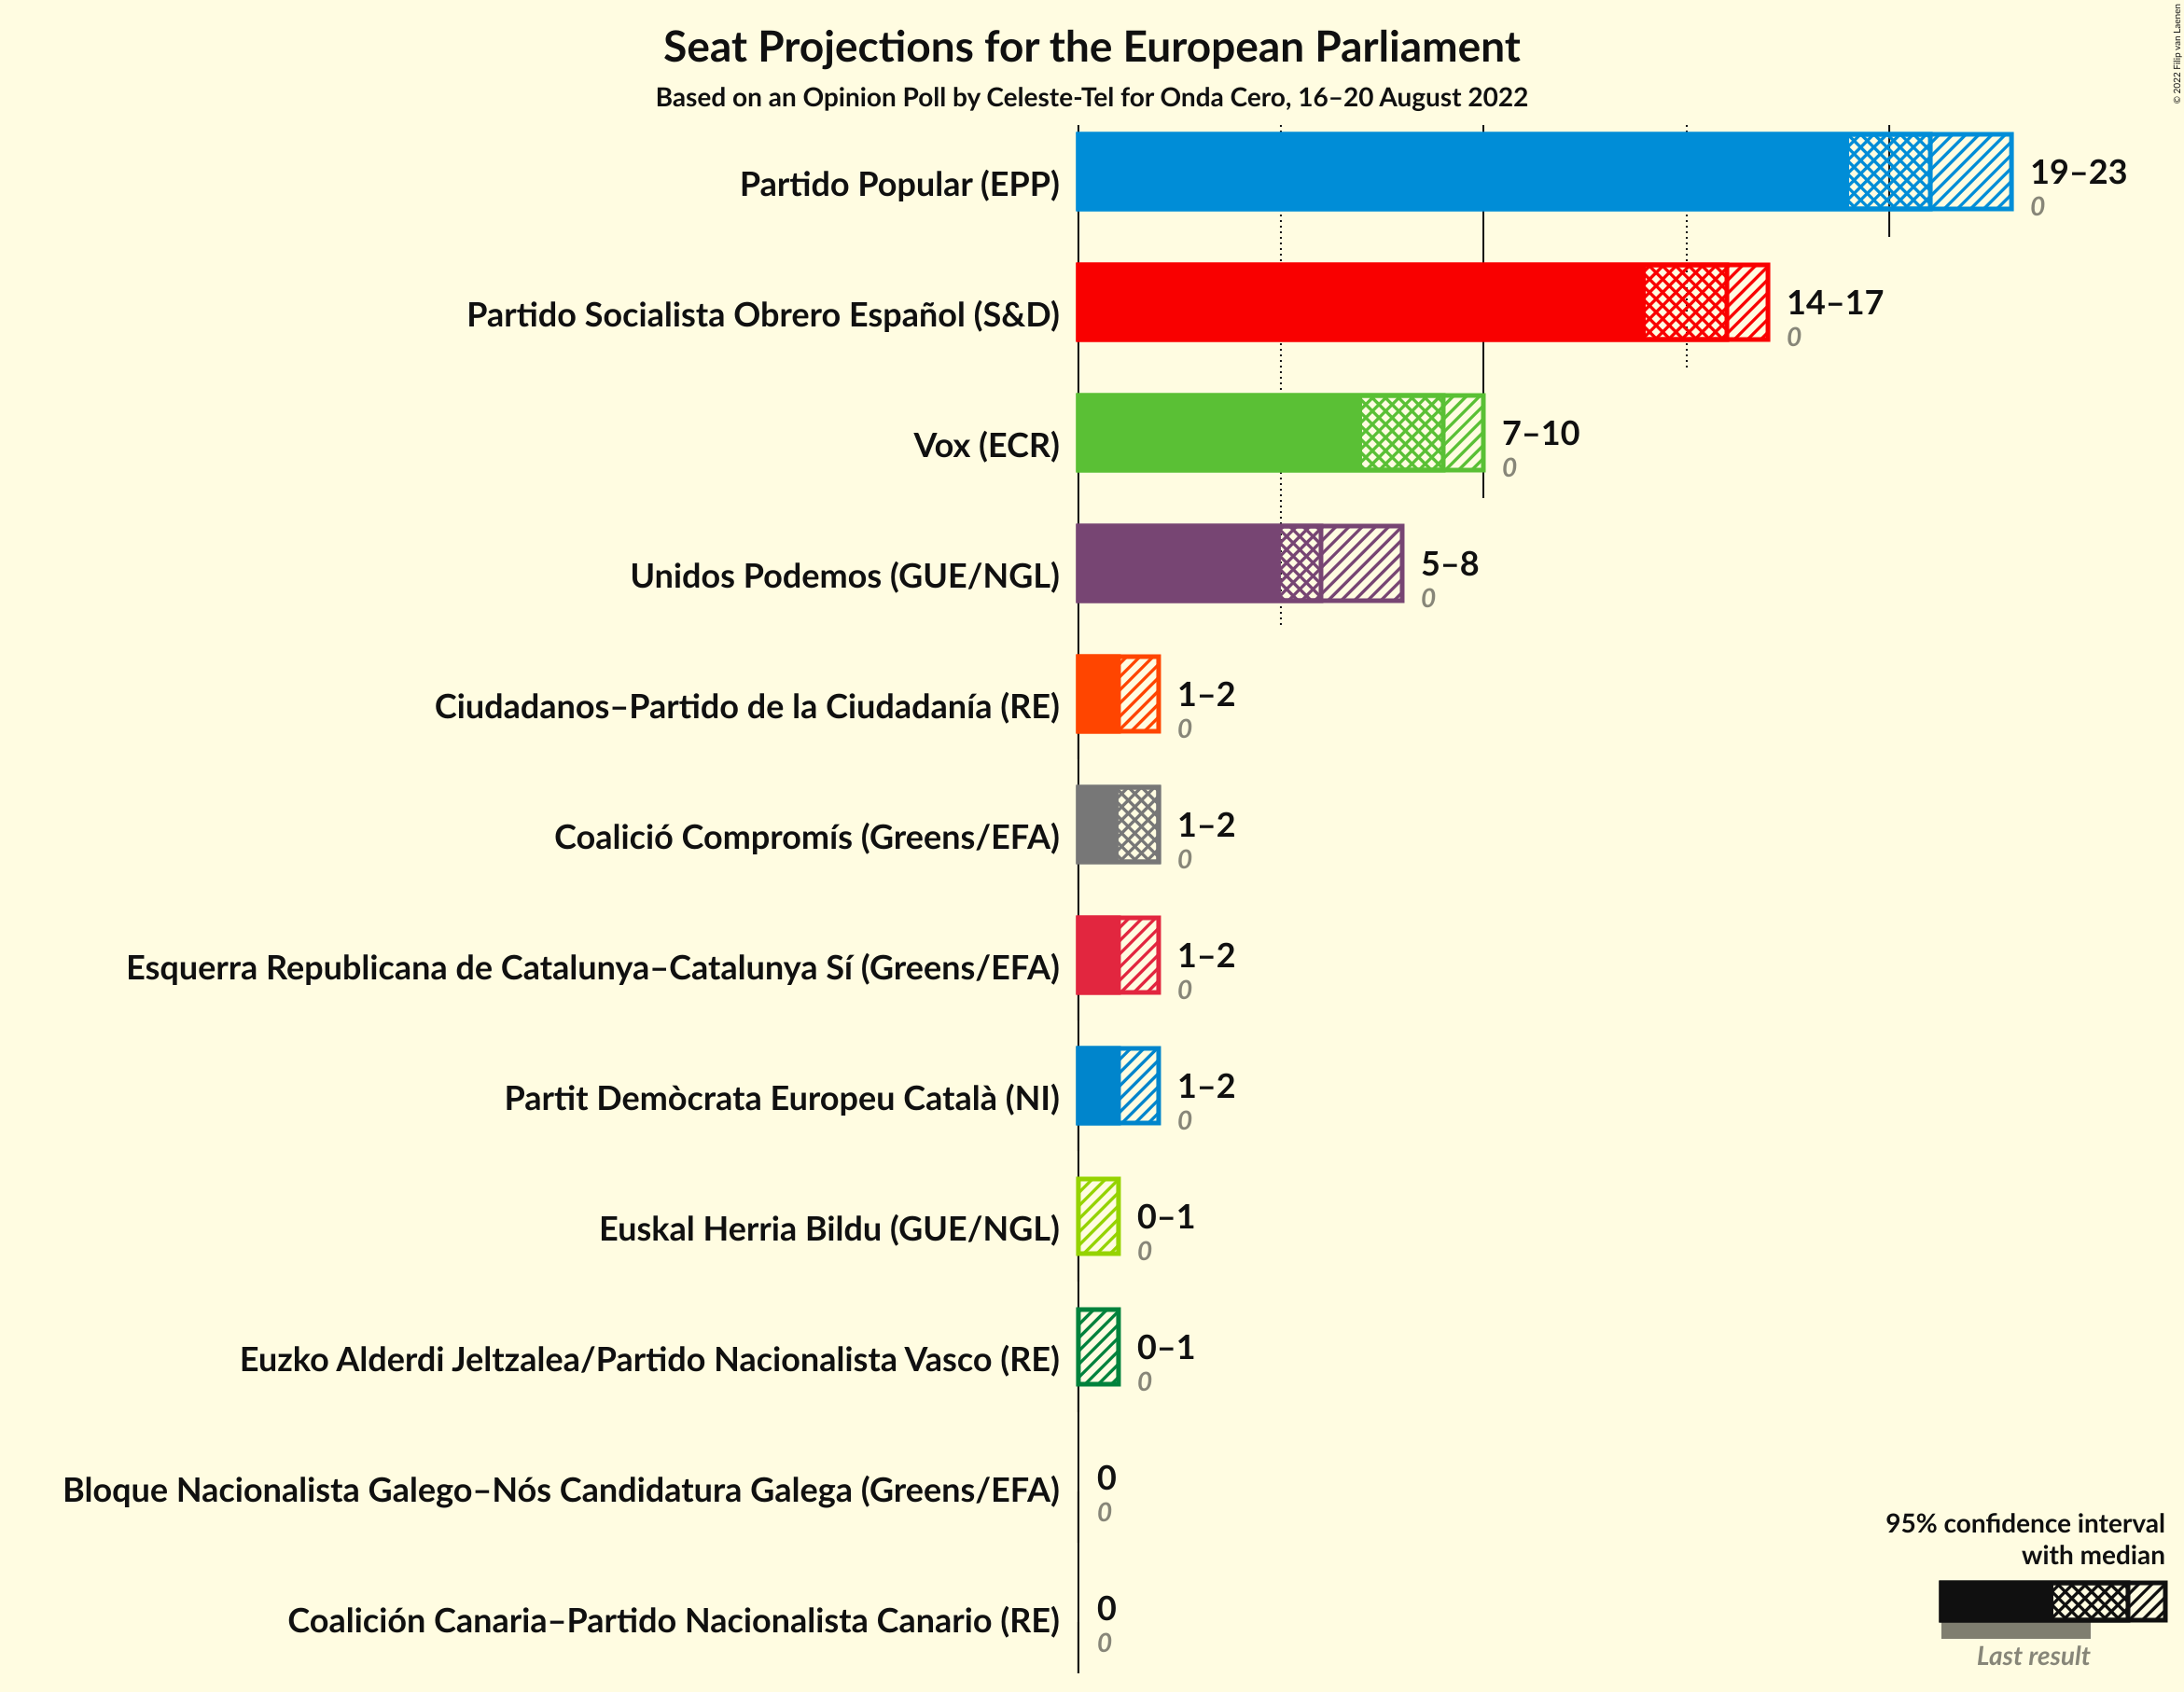 Seat Projections for the European Parliament
Based on an Opinion Poll by Celeste-Tel for Onda Cero, 16–20 August 2022
© 2022 Filip van Laenen
Partido Popular (EPP)
19–23
0
Partido Socialista Obrero Español (S&D)
14–17
0
Vox (ECR)
7–10
0
Unidos Podemos (GUE/NGL)
5–8
0
Ciudadanos–Partido de la Ciudadanía (RE)
1–2
0
Coalició Compromís (Greens/EFA)
1–2
0
Esquerra Republicana de Catalunya–Catalunya Sí (Greens/EFA)
1–2
0
Partit Demòcrata Europeu Català (NI)
1–2
0
Euskal Herria Bildu (GUE/NGL)
0–1
0
Euzko Alderdi Jeltzalea/Partido Nacionalista Vasco (RE)
0–1
0
Bloque Nacionalista Galego–Nós Candidatura Galega (Greens/EFA)
0
0
Coalición Canaria–Partido Nacionalista Canario (RE)
0
0
95% confidence interval
with median
Last result